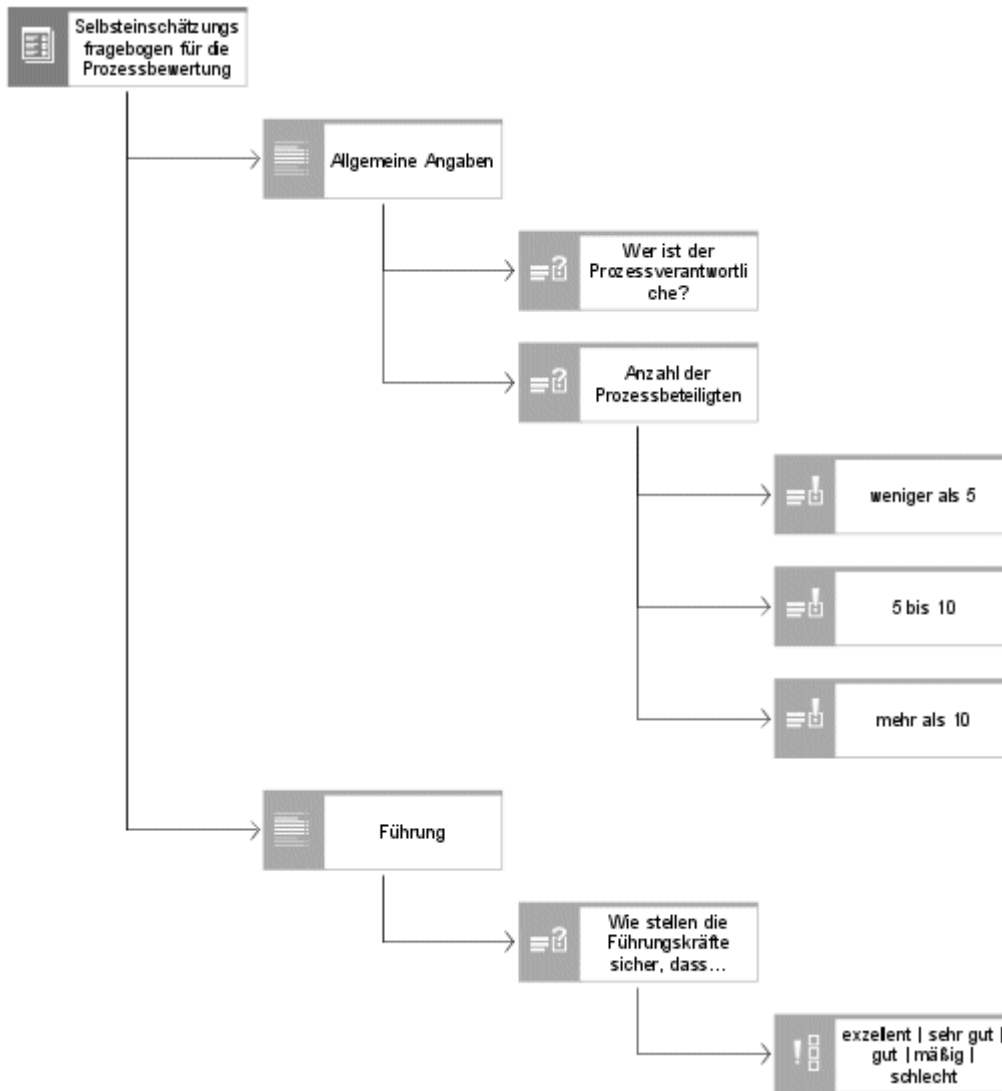 Selbsteinschätzungs
fragebogen für die
Prozessbewertung
Allgemeine Angaben
Wer ist der
Prozessverantwortli
che?
Anzahl der
Prozessbeteiligten
weniger als 5
5 bis 10
mehr als 10
Führung
Wie stellen die
Führungskräfte
sicher, dass...
exzellent | sehr gut |
gut | mäßig |
schlecht